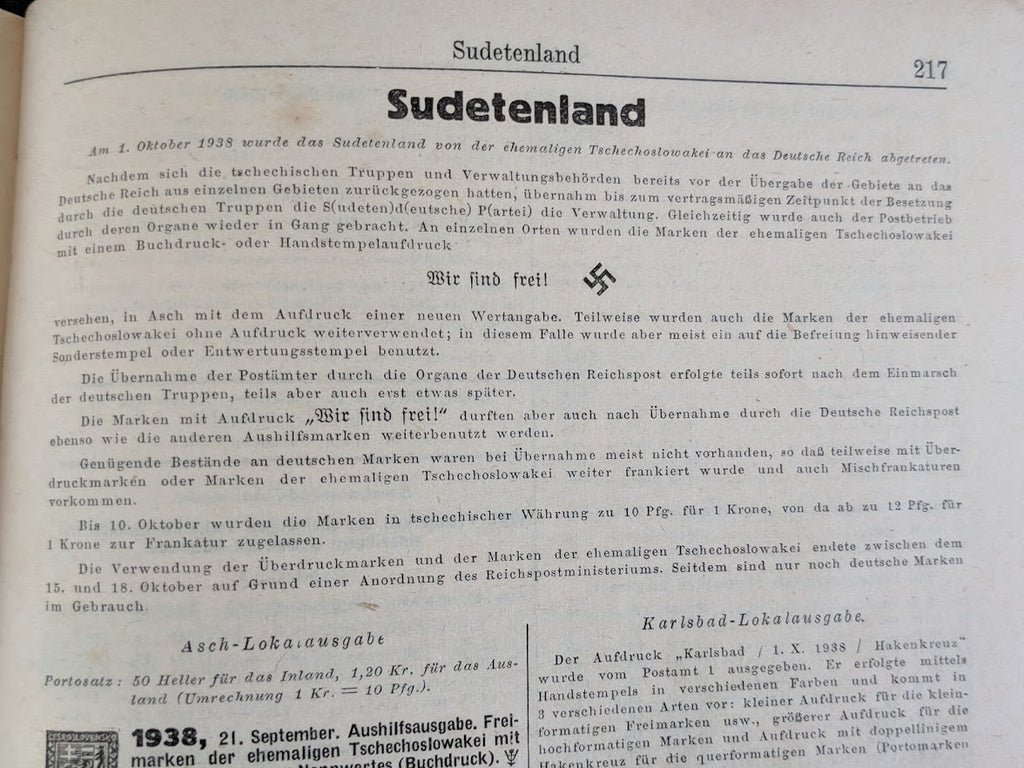 Sudetenland
217
Sudetenland
Am 1. Oktober 1938 wurde das Sudetenland von der ehemaligen Tschechoslowakei an das Deutsche Reich abgetreten.
Nachdem sich die tschechischen Truppen und Verwaltungsbehörden bereits vor der Übergabe der Gebiete an das
Deutsche Reich aus einzelnen Gebieten zurückgezogen hatten, übernahm bis zum vertragsmäßigen Zeitpunkt der Besetzung
durch die deutschen Truppen die S(udeten)d(eutsche) P(artei) die Verwaltung. Gleichzeitig wurde auch der Postbetrieb
durch deren Organe wieder in Gang gebracht. An einzelnen Orten wurden die Marken der ehemaligen Tschechoslowakei
mit einem Buchdruck- oder Handstempelaufdruck
Wir sind frei!
versehen, in Asch mit dem Aufdruck einer neuen Wertangabe. Teilweise wurden auch die Marken der ehemaligen
Tschechoslowakei ohne Aufdruck weiterverwendet; in diesem Falle wurde aber meist ein auf die Befreiung hinweisender
Sonderstempel oder Entwertungsstempel benutzt.
Die Übernahme der Postämter durch die Organe der Deutschen Reichspost erfolgte teils sofort nach dem Einmarsch
der deutschen Truppen, teils aber auch erst etwas später.
Die Marken mit Aufdruck „Wir sind frei!“ durften aber auch nach Übernahme durch die Deutsche Reichspost
ebenso wie die anderen Aushilfsmarken weiterbenutzt werden.
Genügende Bestände an deutschen Marken waren bei Übernahme meist nicht vorhanden, so daß teilweise mit Über-
druckmarken oder Marken der ehemaligen Tschechoslowakei weiter frankiert wurde und auch Mischfrankaturen
vorkommen.
Bis 10. Oktober wurden die Marken in tschechischer Währung zu 10 Pfg. für 1 Krone, von da ab zu 12 Pfg. für
1 Krone zur Frankatur zugelassen.
Die Verwendung der Überdruckmarken und der Marken der ehemaligen Tschechoslowakei endete zwischen dem
15. und 18. Oktober auf Grund einer Anordnung des Reichspostministeriums. Seitdem sind nur noch deutsche Marken
im Gebrauch.
Asch-Lokalausgabe
Portosatz: 50 Heller für das Inland, 1,20 Kr. für das Aus-
land (Umrechnung 1 Kr. = 10 Pfg.).
1938, 21. September. Aushilfsausgabe. Frei-
marken der ehemaligen Tschechoslowakei mit
Nennwertes (Buchdruck).
ČESKOSLOVENSKO
Karlsbad-Lokalausgabe.
Der Aufdruck „Karlsbad / 1. X. 1938 / Hakenkreuz“
wurde vom Postamt 1 ausgegeben. Er erfolgte mittels
Handstempels in verschiedenen Farben und kommt in
3 verschiedenen Arten vor: kleiner Aufdruck für die klein-
formatigen Freimarken usw., größerer Aufdruck für die
hochformatigen Marken und Aufdruck mit doppellinigem
Hakenkreuz für die querformatigen Marken (Portomarken